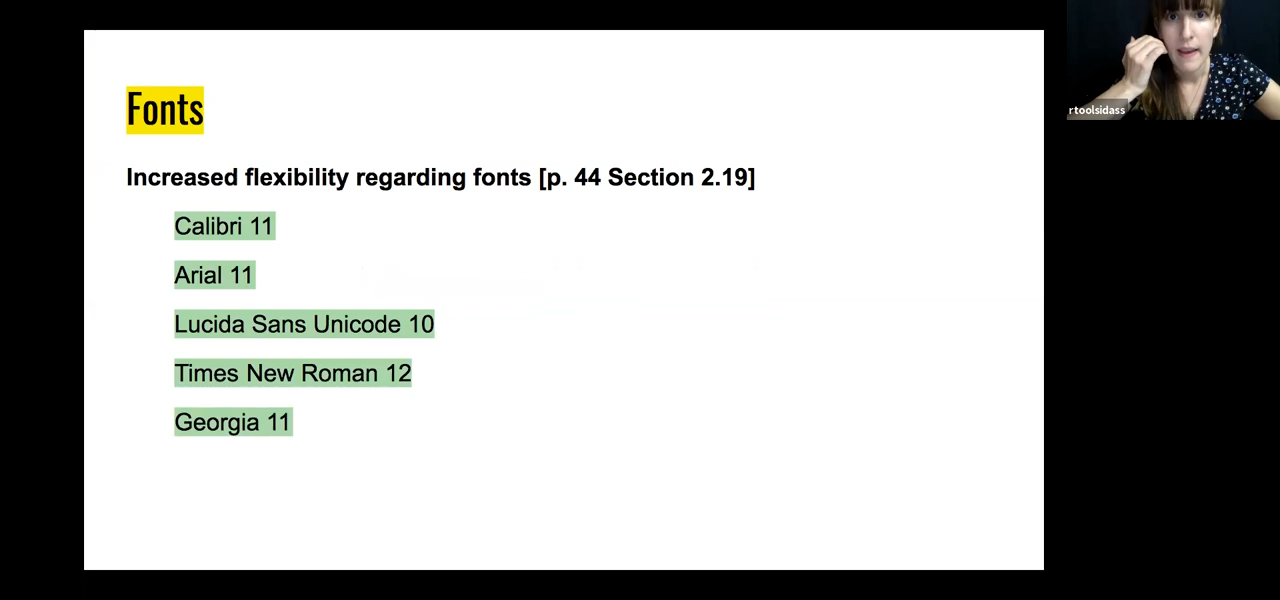 Fonts
rtoolsidass
Increased flexibility regarding fonts [p. 44 Section 2.19]
Calibri 11
Arial 11
Lucida Sans Unicode 10
Times New Roman 12
Georgia 11